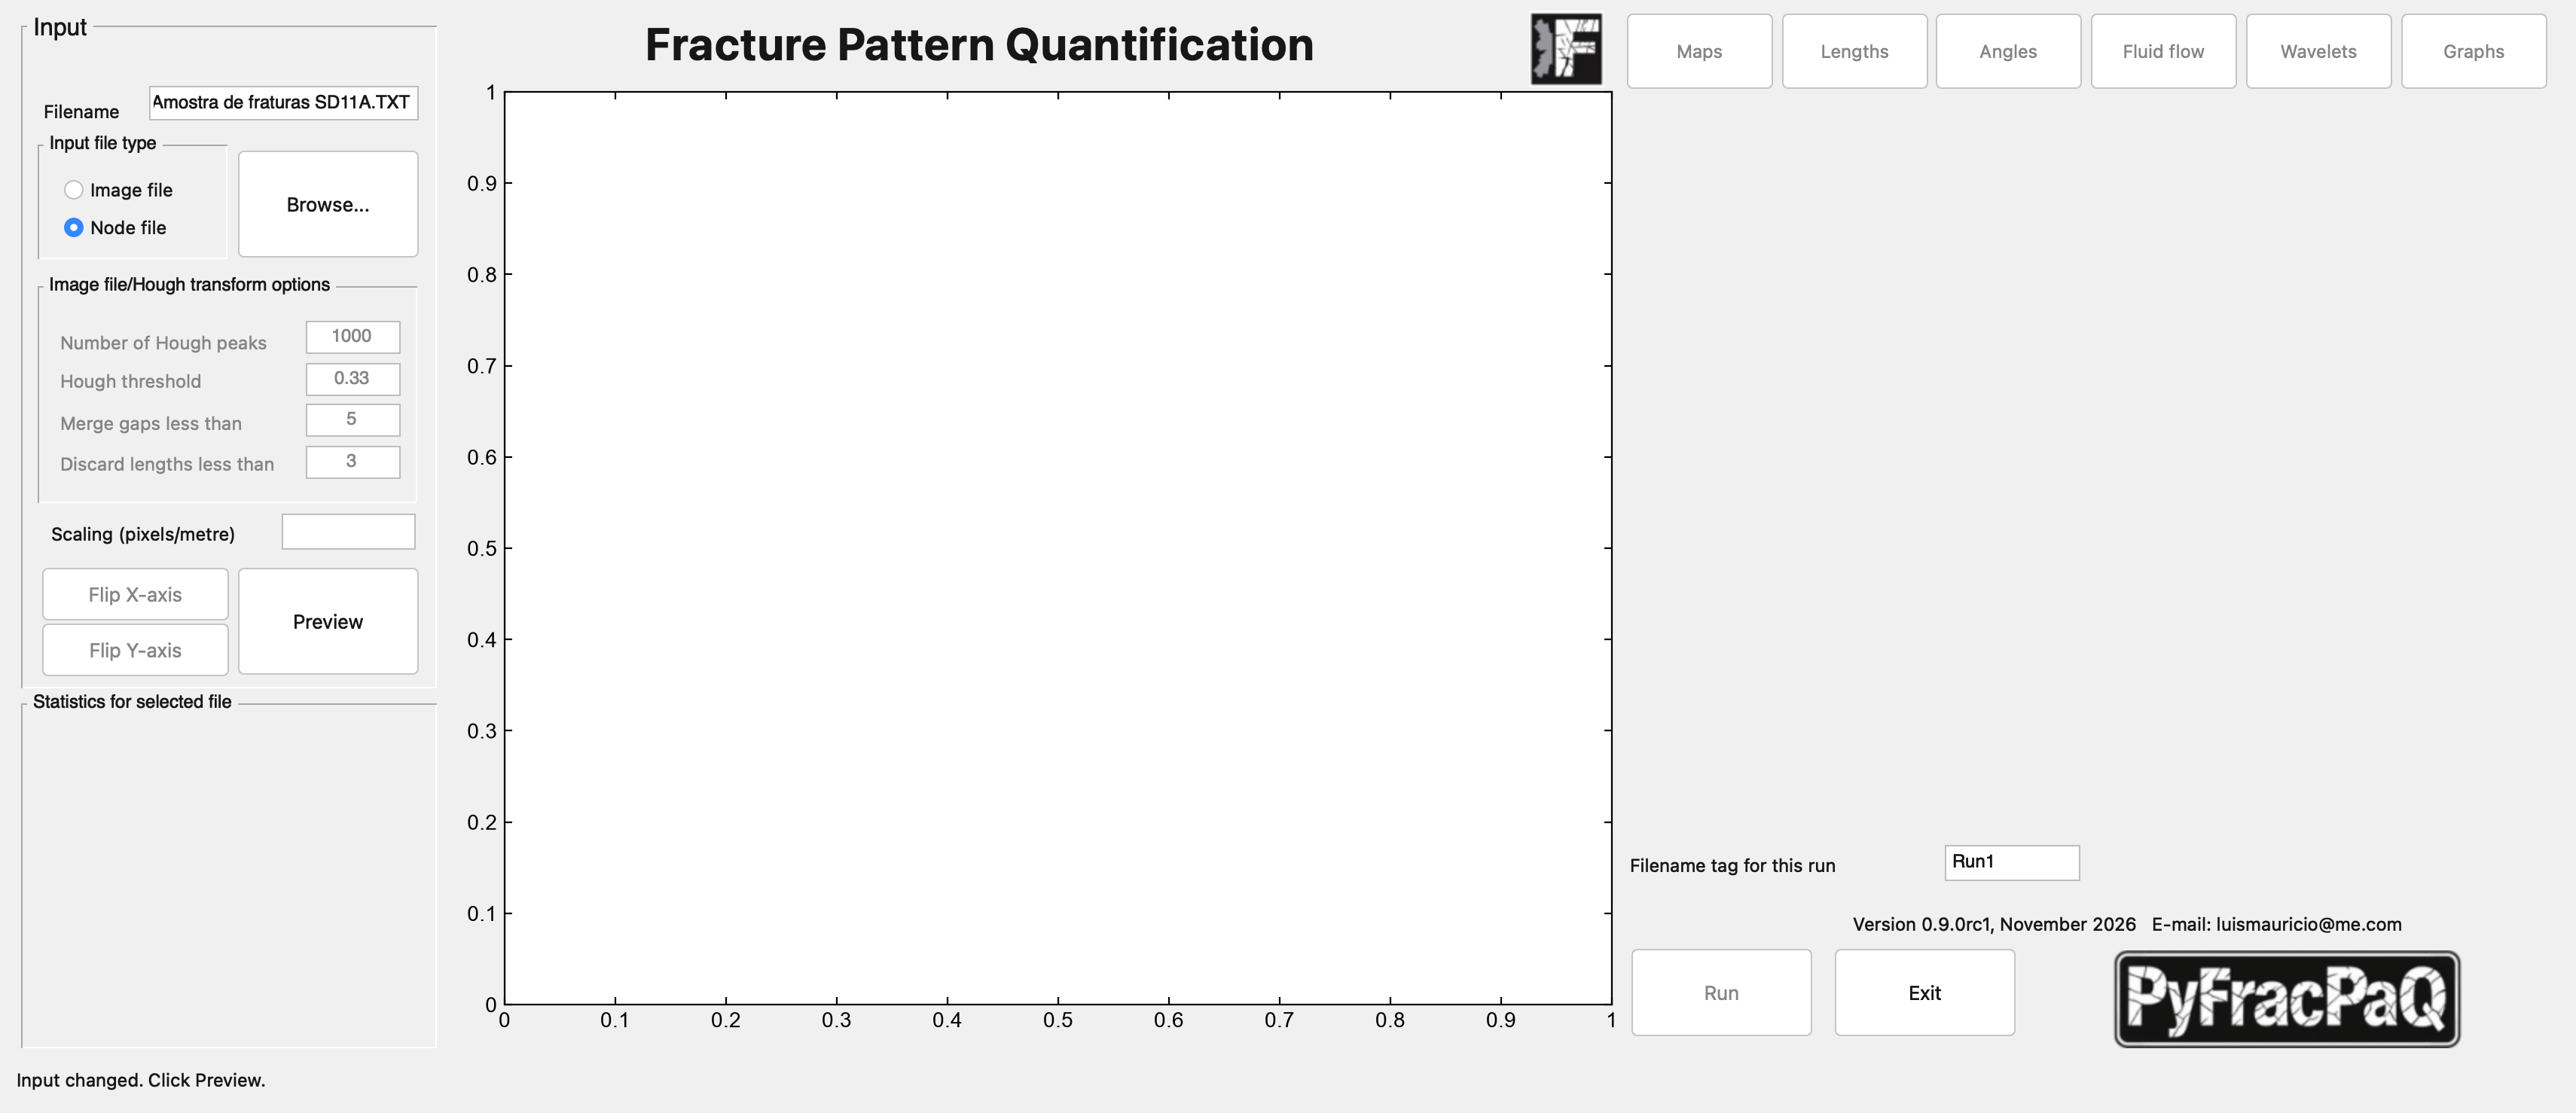 Input
Filename
Amostra de fraturas SD11A.TXT
Input file type
Image file
Node file
Browse...
Image file/Hough transform options
Number of Hough peaks
1000
Hough threshold
0.33
Merge gaps less than
5
Discard lengths less than
3
Scaling (pixels/metre)
Flip X-axis
Flip Y-axis
Preview
Statistics for selected file
Input changed. Click Preview.
Fracture Pattern Quantification
F
1
0.9
0.8
0.7
0.6
0.5
0.4
0.3
0.2
0.1
0
0 0.1 0.2 0.3 0.4 0.5 0.6 0.7 0.8 0.9 1
Maps Lengths Angles Fluid flow Wavelets Graphs
Filename tag for this run
Run1
Version 0.9.0rc1, November 2026 E-mail: luismauricio@me.com
Run
Exit
PyFracPaQ